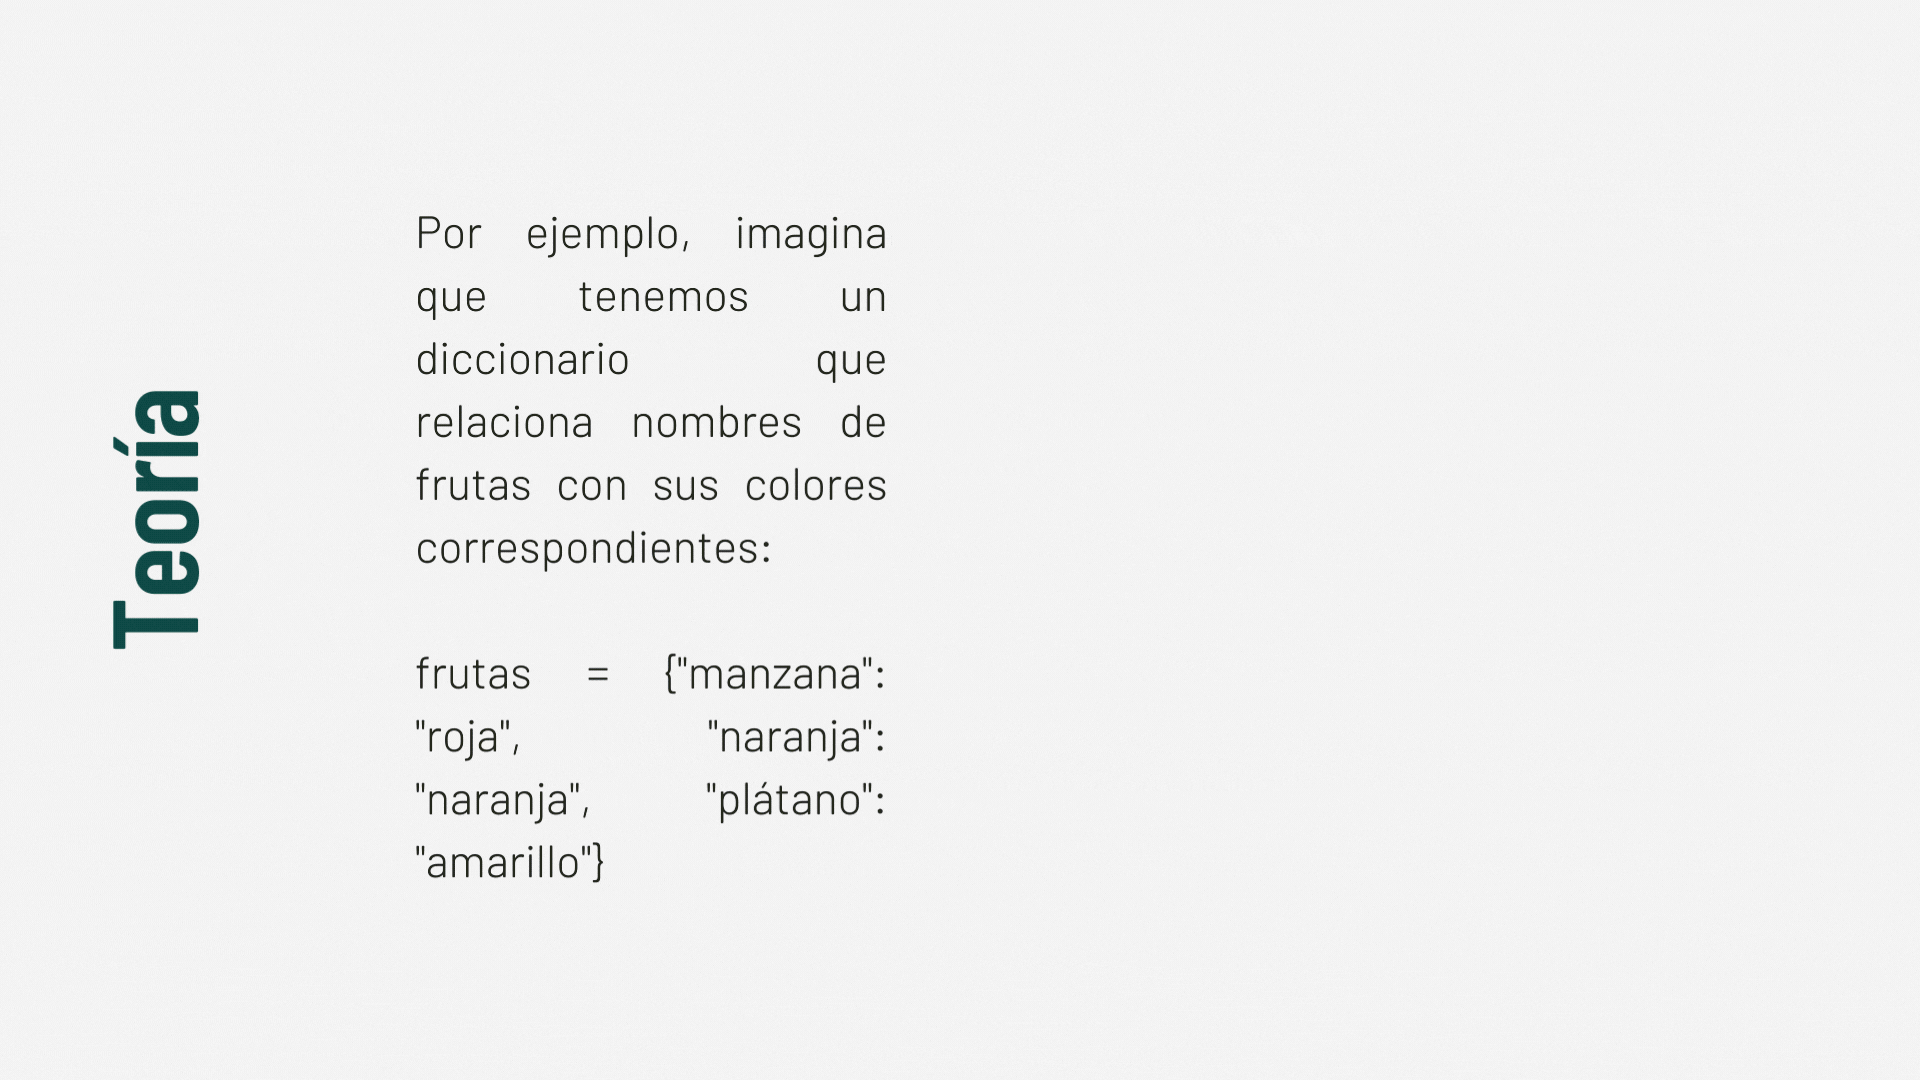 Teoría
Por ejemplo, imagina
que tenemos un
diccionario que
relaciona nombres de
frutas con sus colores
correspondientes:
frutas = {"manzana":
"roja", "naranja":
"naranja", "plátano":
"amarillo"}